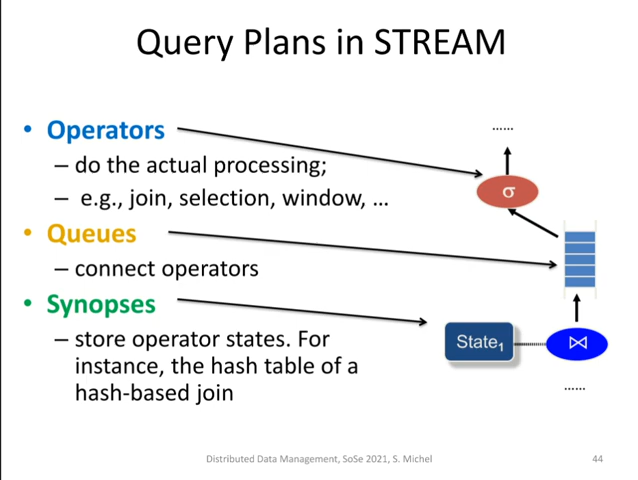 Query Plans in STREAM
• Operators
– do the actual processing;
– e.g., join, selection, window, …
• Queues
– connect operators
• Synopses
– store operator states. For
instance, the hash table of a
hash-based join
......
σ
State1
⋈
......
Distributed Data Management, SoSe 2021, S. Michel
44